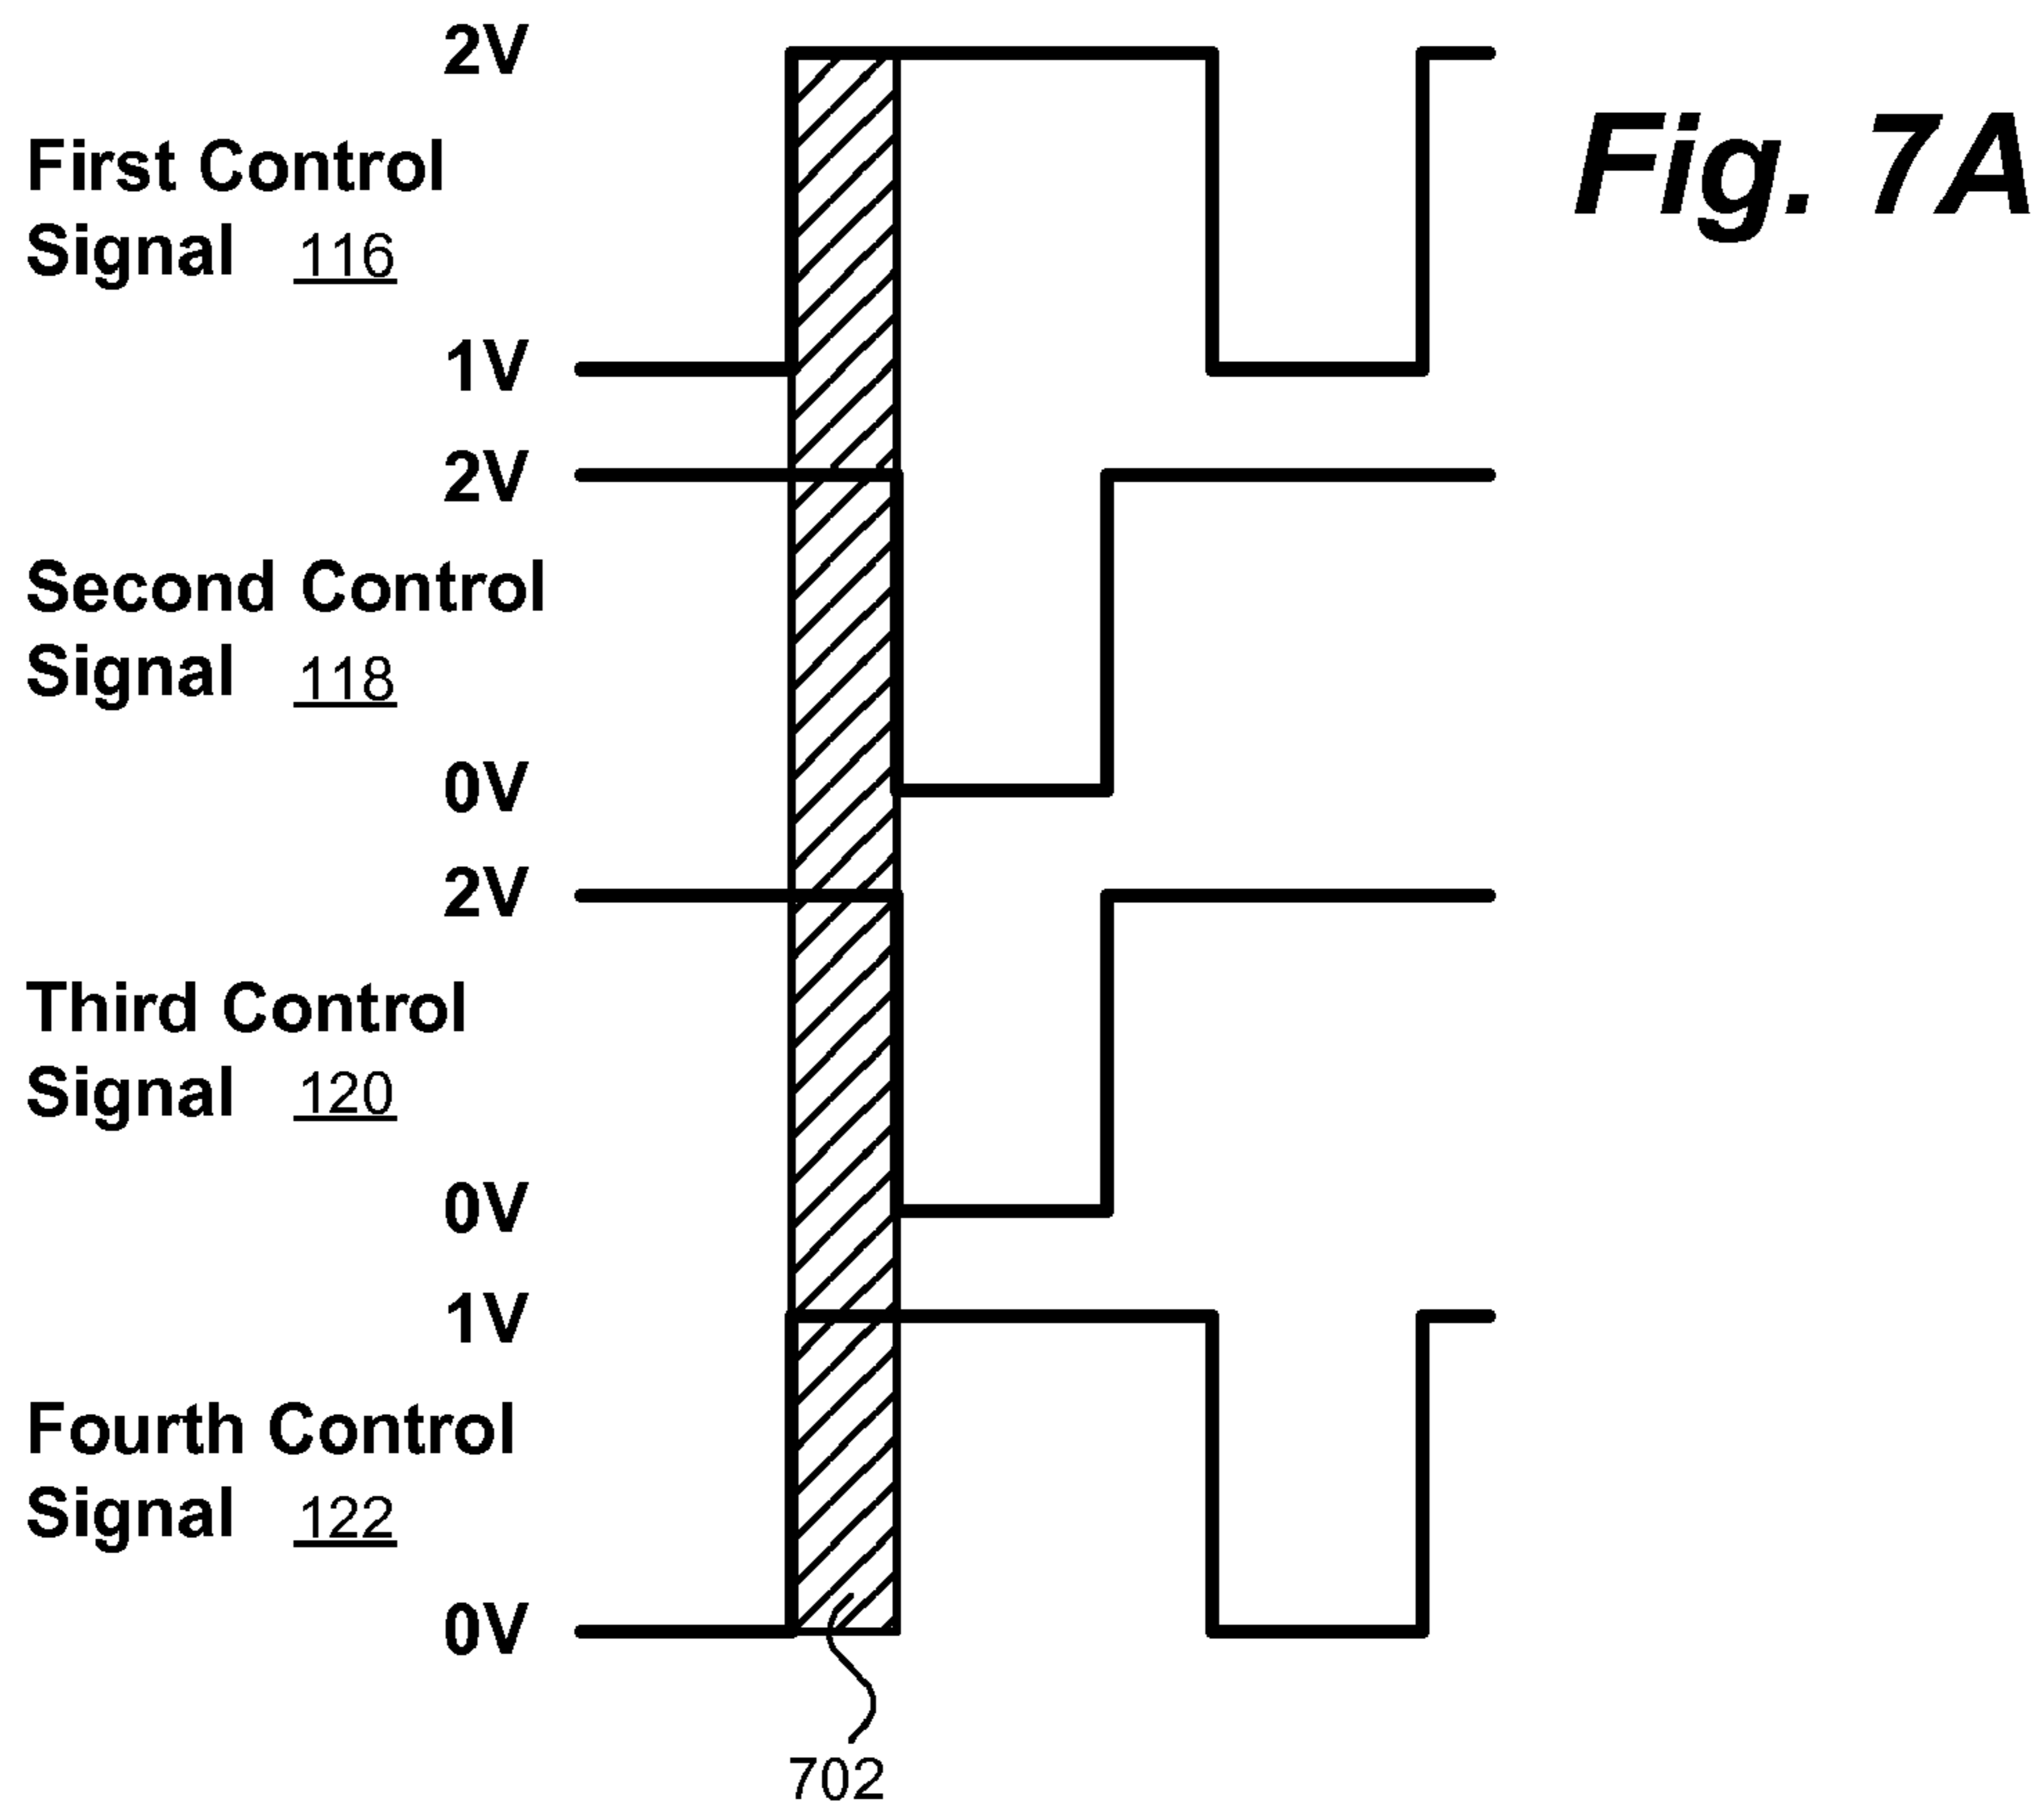 2V
Fig. 7A
First Control
Signal 116
1V
2V
Second Control
Signal 118
0V
2V
Third Control
Signal 120
0V
1V
Fourth Control
Signal 122
0V
702